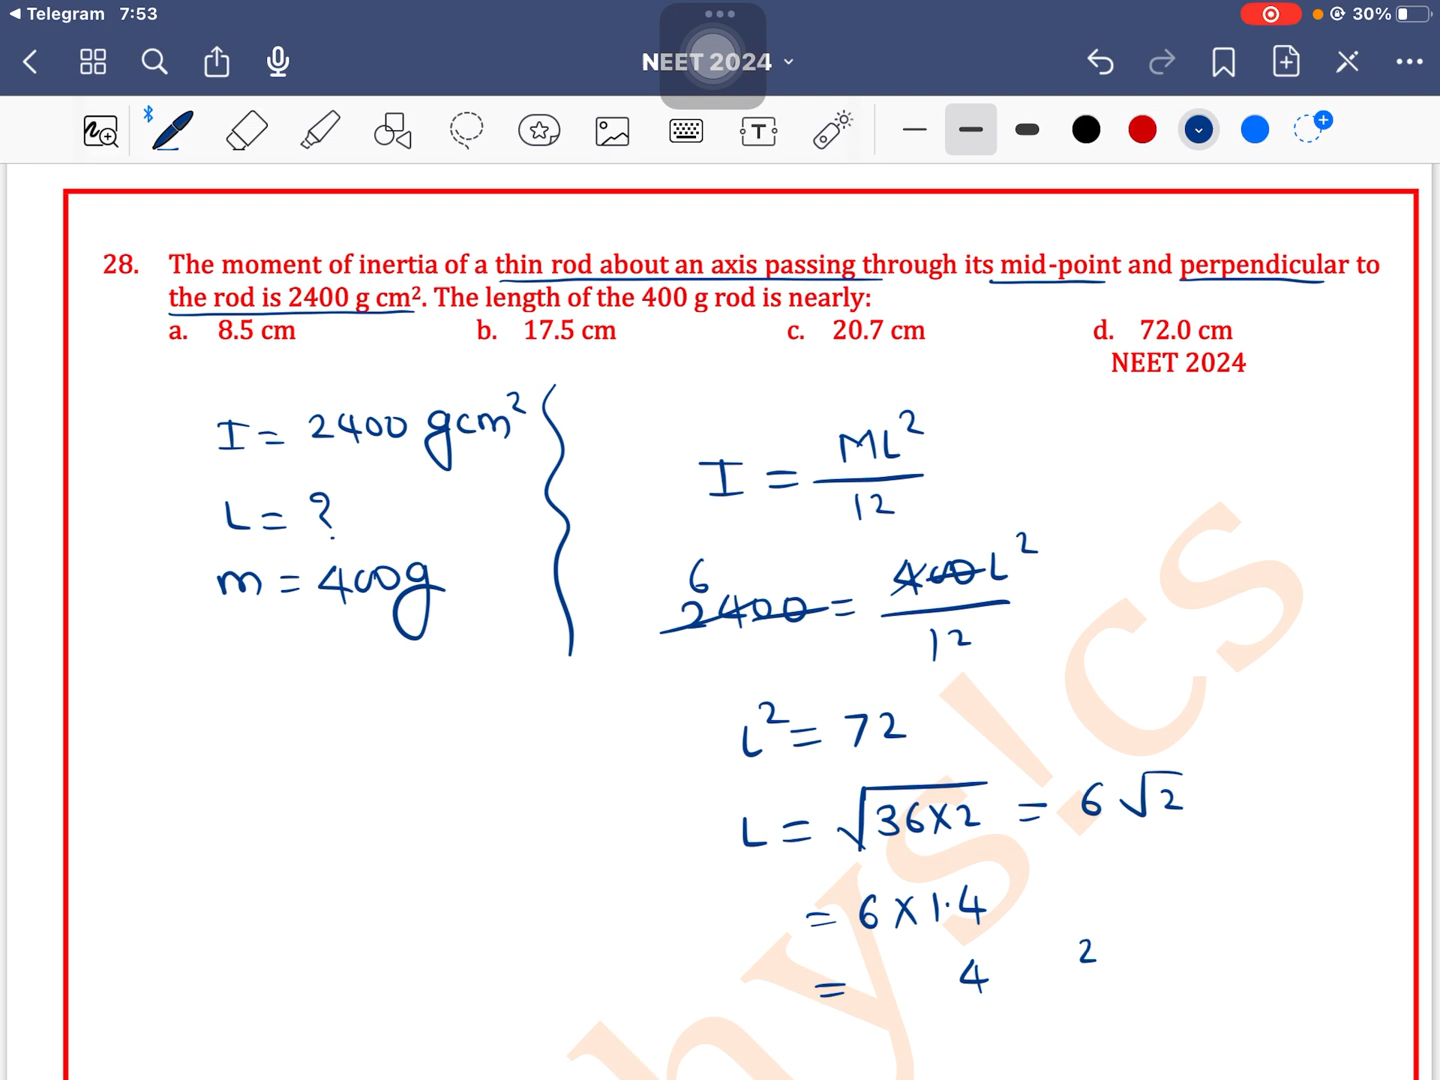 Telegram 7:53
30%
NEET 2024
T
28. The moment of inertia of a thin rod about an axis passing through its mid-point and perpendicular to
the rod is 2400 g cm². The length of the 400 g rod is nearly:
a. 8.5 cm b. 17.5 cm c. 20.7 cm d. 72.0 cm
NEET 2024
I = 2400 gcm²
L = ?
m = 400g
I = ML²/12
6
2400 = 400L²/12
L² = 72
L = √36×2 = 6√2
= 6 × 1.4
2
= 4
hys!cs